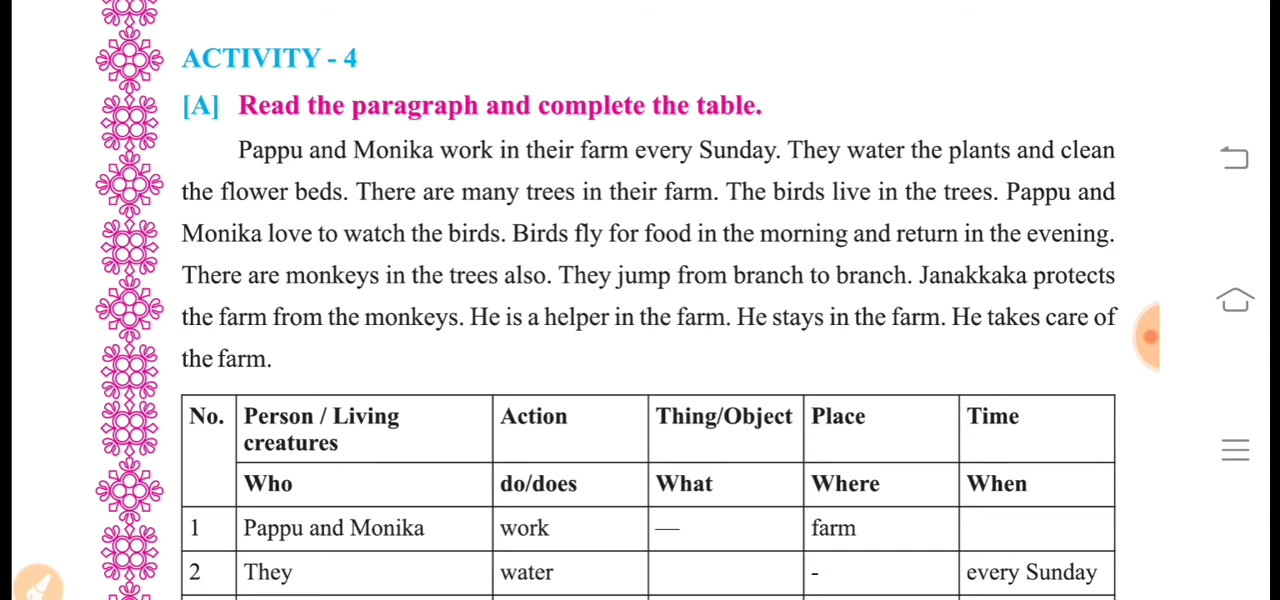 ACTIVITY - 4
[A] Read the paragraph and complete the table.
Pappu and Monika work in their farm every Sunday. They water the plants and clean
the flower beds. There are many trees in their farm. The birds live in the trees. Pappu and
Monika love to watch the birds. Birds fly for food in the morning and return in the evening.
There are monkeys in the trees also. They jump from branch to branch. Janakkaka protects
the farm from the monkeys. He is a helper in the farm. He stays in the farm. He takes care of
the farm.
No. Person / Living Action Thing/Object Place Time
creatures
Who do/does What Where When
1 Pappu and Monika work — farm
2 They water - every Sunday